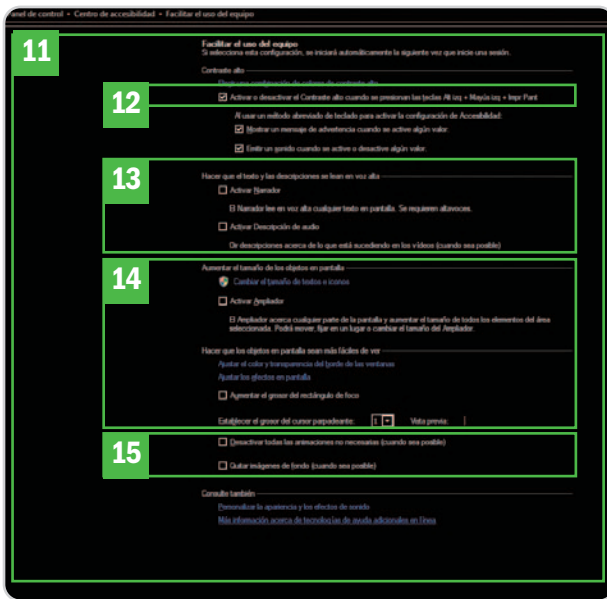 anel de control • Centro de accesibilidad • Facilitar el uso del equipo
11
Facilitar el uso del equipo
Si selecciona esta configuración, se iniciará automáticamente la siguiente vez que inicie una sesión.
Contraste alto
Elegir una combinación de colores de contraste alto
12
Activar o desactivar el Contraste alto cuando se presionan las teclas Alt izq + Mayús izq + Impr Pant
Al usar un método abreviado de teclado para activar la configuración de Accesibilidad:
Mostrar un mensaje de advertencia cuando se active algún valor.
Emitir un sonido cuando se active o desactive algún valor.
13
Hacer que el texto y las descripciones se lean en voz alta
Activar Narrador
El Narrador lee en voz alta cualquier texto en pantalla. Se requieren altavoces.
Activar Descripción de audio
Oír descripciones acerca de lo que está sucediendo en los vídeos (cuando sea posible)
14
Aumentar el tamaño de los objetos en pantalla
Cambiar el tamaño de textos e iconos
Activar Ampliador
El Ampliador acerca cualquier parte de la pantalla y aumentar el tamaño de todos los elementos del área
seleccionada. Podrá mover, fijar en un lugar o cambiar el tamaño del Ampliador.
Hacer que los objetos en pantalla sean más fáciles de ver
Ajustar el color y transparencia del borde de las ventanas
Ajustar los efectos en pantalla
Aumentar el grosor del rectángulo de foco
Establecer el grosor del cursor parpadeante: 1 Vista previa:
15
Desactivar todas las animaciones no necesarias (cuando sea posible)
Quitar imágenes de fondo (cuando sea posible)
Consulte también
Personalizar la apariencia y los efectos de sonido
Más información acerca de tecnologías de ayuda adicionales en línea